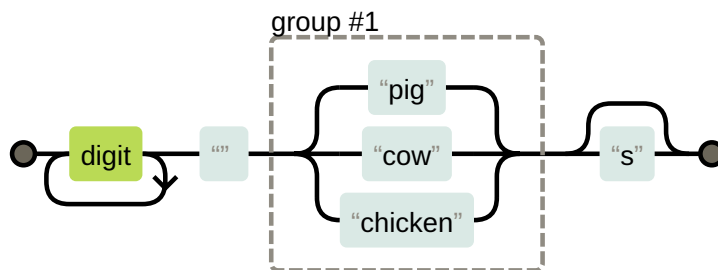 group #1
“pig”
digit “” “cow” “s”
“chicken”